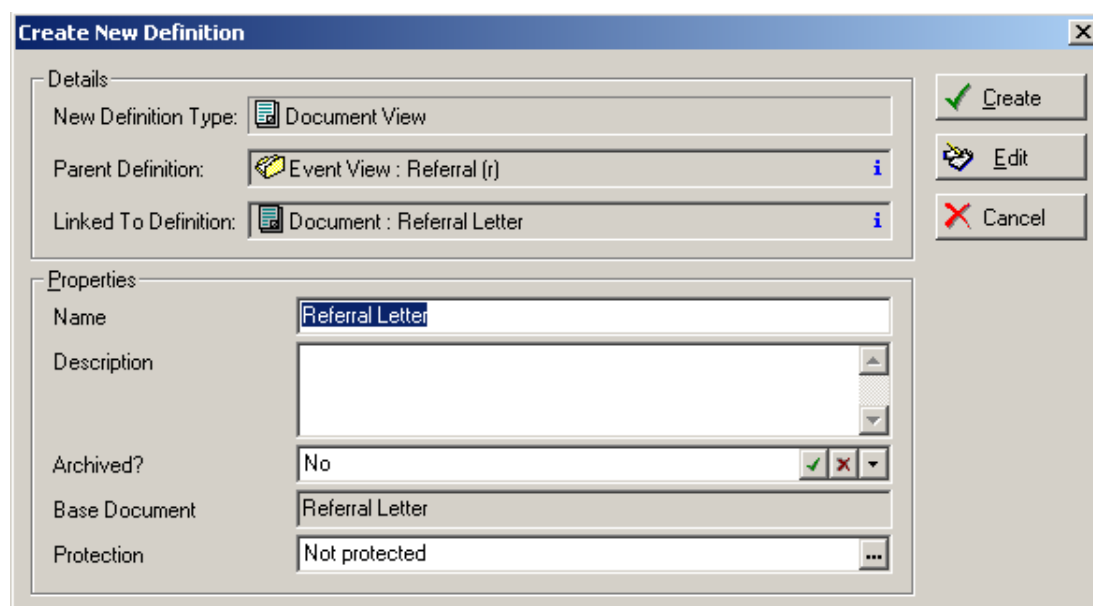 Create New Definition
Details
New Definition Type: Document View
Parent Definition: Event View : Referral (r) i
Linked To Definition: Document : Referral Letter i
Create
Edit
Cancel
Properties
Name Referral Letter
Description
Archived? No
Base Document Referral Letter
Protection Not protected ...